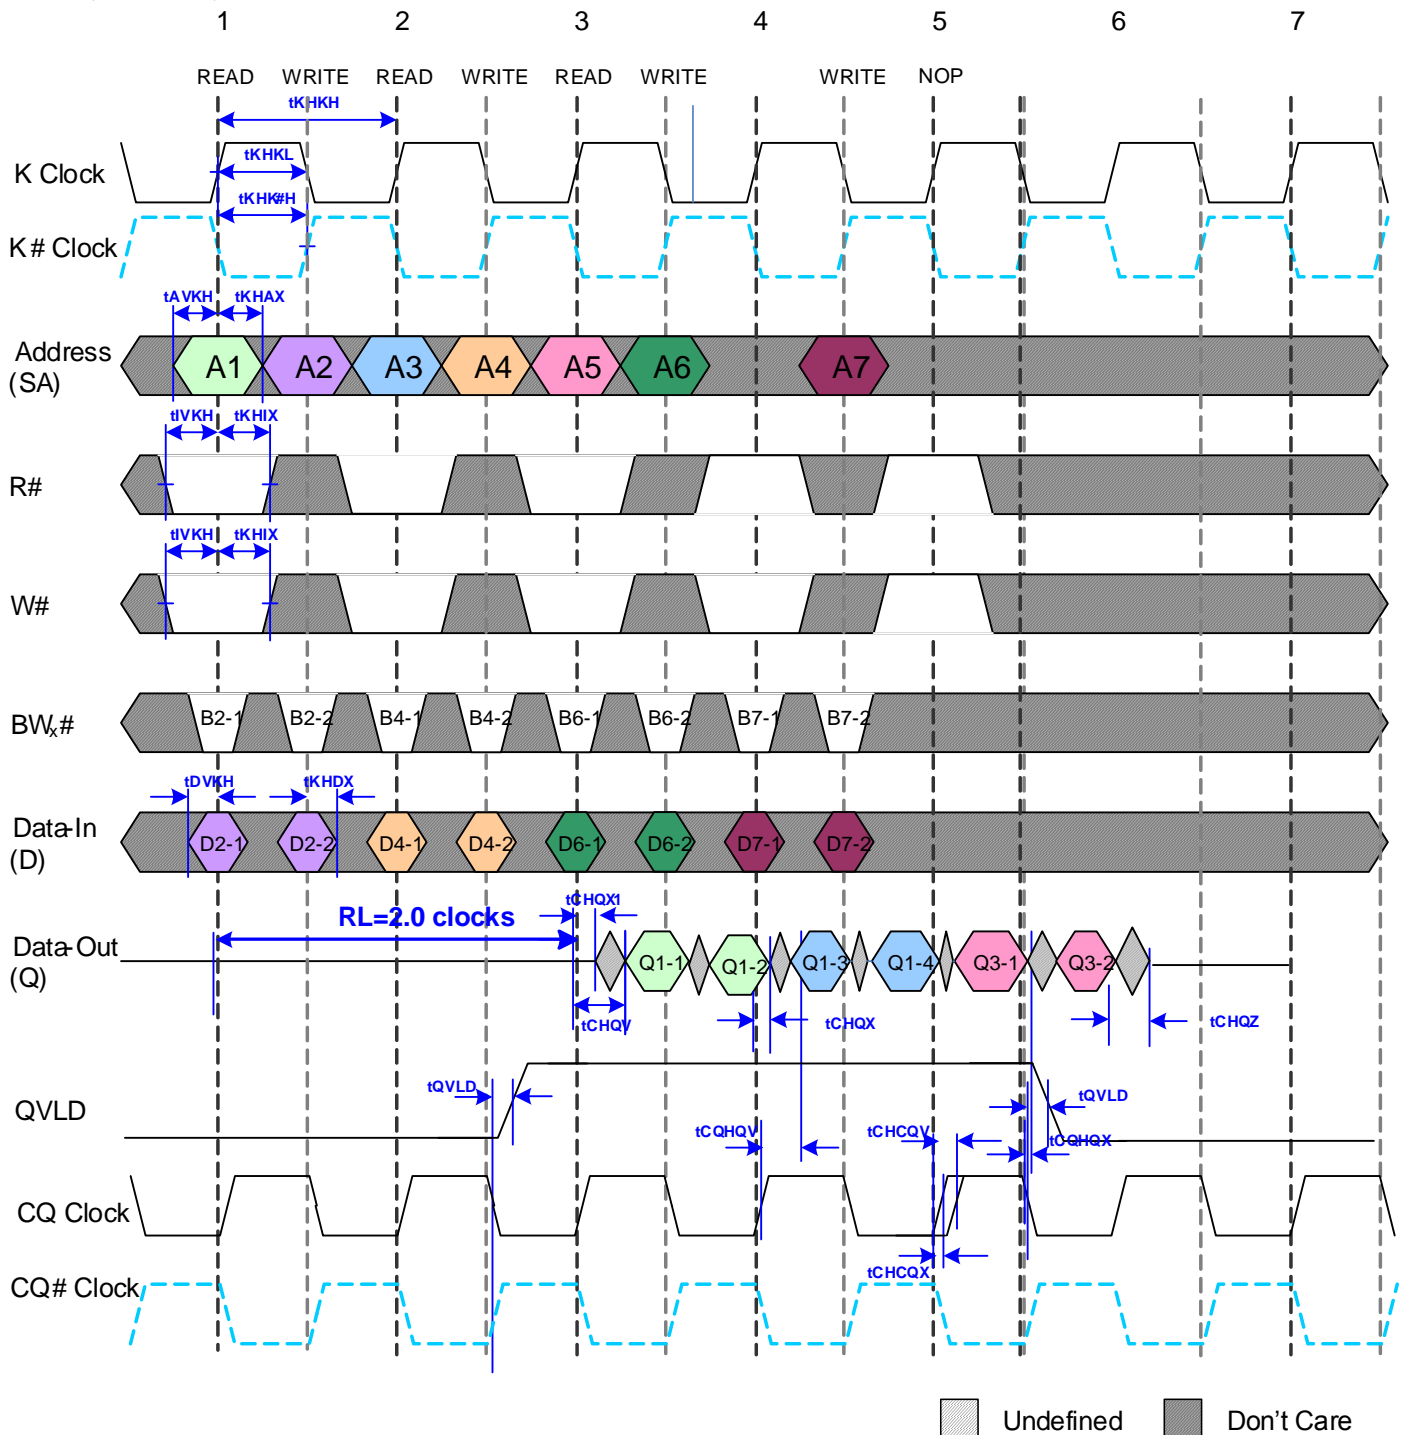 1 2 3 4 5 6 7
READ WRITE READ WRITE READ WRITE WRITE NOP
tKHKH
K Clock
tKHKL
tKHK#H
K# Clock
tAVKH tKHAX
Address
(SA)
A1 A2 A3 A4 A5 A6 A7
tIVKH tKHIX
R#
tIVKH tKHIX
W#
BWx#
B2-1 B2-2 B4-1 B4-2 B6-1 B6-2 B7-1 B7-2
tDVKH tKHDX
Data-In
(D)
D2-1 D2-2 D4-1 D4-2 D6-1 D6-2 D7-1 D7-2
tCHQX1
RL=2.0 clocks
Data-Out
(Q)
Q1-1 Q1-2 Q1-3 Q1-4 Q3-1 Q3-2
tCHQV tCHQX tCHQZ
tQVLD tQVLD
QVLD
tCQHQV tCHCQV tCQHQX
CQ Clock
tCHCQX
CQ# Clock
Undefined Don't Care